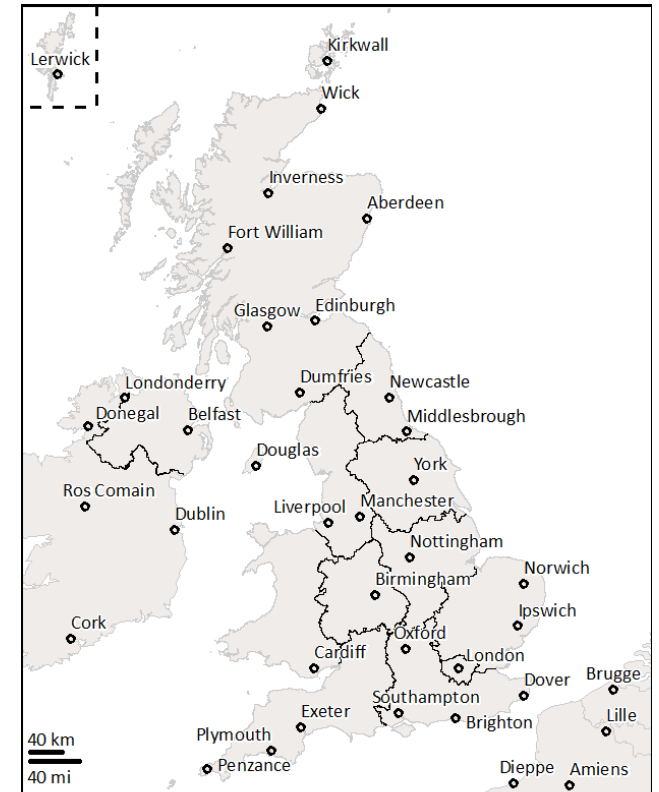 Kirkwall
Lerwick
Wick
Inverness
Aberdeen
Fort William
Glasgow
Edinburgh
Dumfries
Londonderry
Newcastle
Donegal
Belfast
Middlesbrough
Douglas
York
Ros Comain
Manchester
Liverpool
Dublin
Nottingham
Norwich
Birmingham
Ipswich
Cork
Oxford
London
Cardiff
Brugge
Dover
Southampton
Exeter
Lille
Brighton
Plymouth
40 km
Penzance
Dieppe
Amiens
40 mi